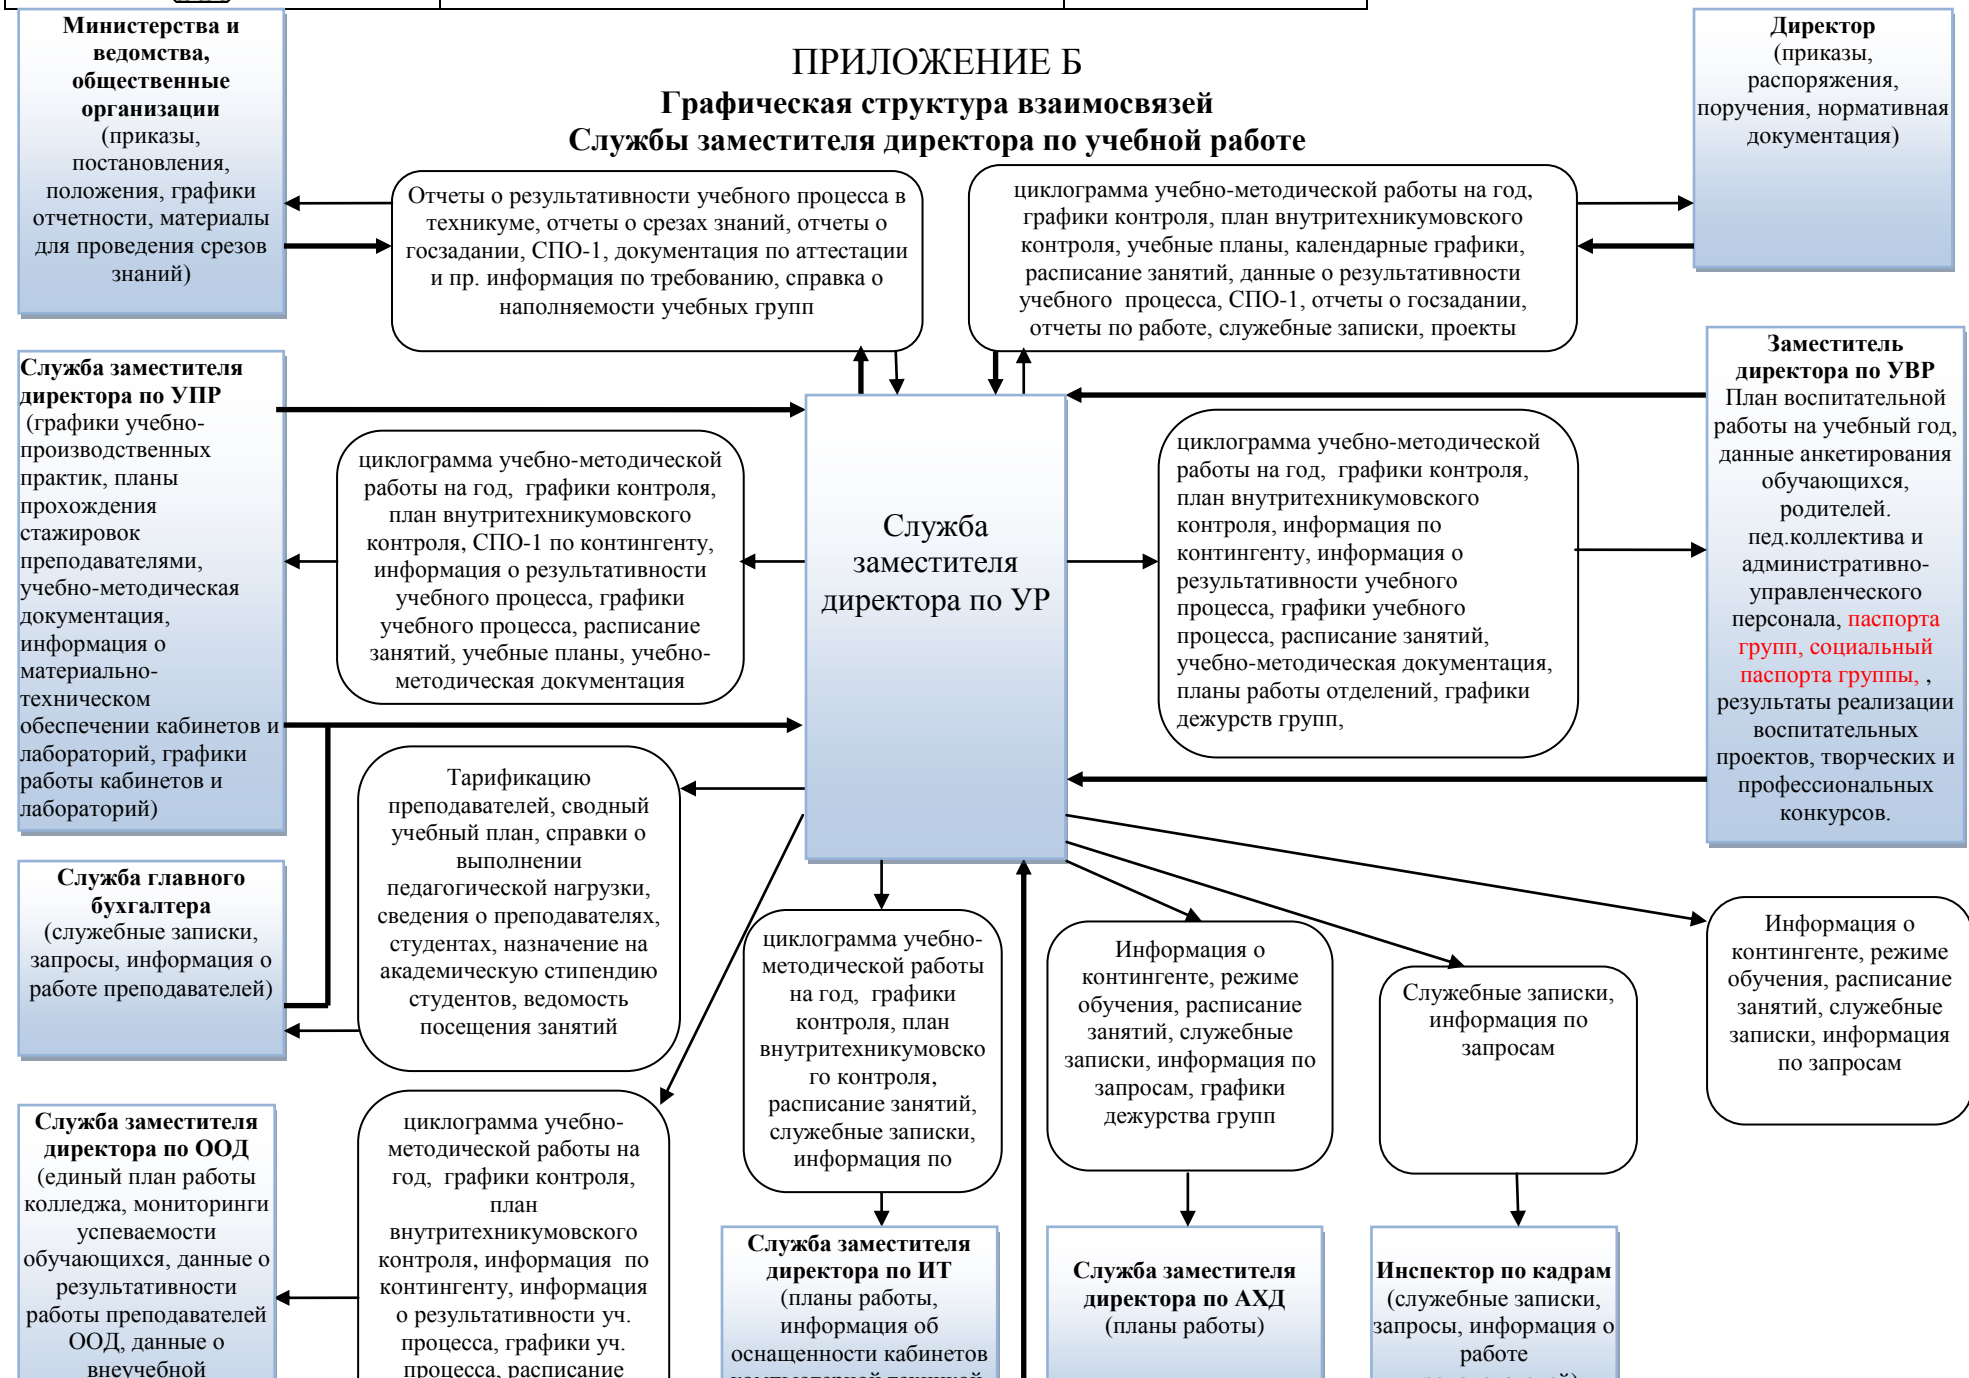 ПРИЛОЖЕНИЕ Б
Графическая структура взаимосвязей
Службы заместителя директора по учебной работе
Министерства и
ведомства,
общественные
организации
(приказы,
постановления,
положения, графики
отчетности, материалы
для проведения срезов
знаний)
Отчеты о результативности учебного процесса в
техникуме, отчеты о срезах знаний, отчеты о
госзадании, СПО-1, документация по аттестации
и пр. информация по требованию, справка о
наполняемости учебных групп
циклограмма учебно-методической работы на год,
графики контроля, план внутритехникумовского
контроля, учебные планы, календарные графики,
расписание занятий, данные о результативности
учебного процесса, СПО-1, отчеты о госзадании,
отчеты по работе, служебные записки, проекты
Директор
(приказы,
распоряжения,
поручения, нормативная
документация)
Служба заместителя
директора по УПР
(графики учебно-
производственных
практик, планы
прохождения
стажировок
преподавателями,
учебно-методическая
документация,
информация о
материально-
техническом
обеспечении кабинетов и
лабораторий, графики
работы кабинетов и
лабораторий)
циклограмма учебно-методической
работы на год, графики контроля,
план внутритехникумовского
контроля, СПО-1 по контингенту,
информация о результативности
учебного процесса, графики
учебного процесса, расписание
занятий, учебные планы, учебно-
методическая документация
Служба
заместителя
директора по УР
циклограмма учебно-методической
работы на год, графики контроля,
план внутритехникумовского
контроля, информация по
контингенту, информация о
результативности учебного
процесса, графики учебного
процесса, расписание занятий,
учебно-методическая документация,
планы работы отделений, графики
дежурств групп,
Заместитель
директора по УВР
План воспитательной
работы на учебный год,
данные анкетирования
обучающихся,
родителей.
пед.коллектива и
административно-
управленческого
персонала, паспорта
групп, социальный
паспорта группы, ,
результаты реализации
воспитательных
проектов, творческих и
профессиональных
конкурсов.
Служба главного
бухгалтера
(служебные записки,
запросы, информация о
работе преподавателей)
Тарификацию
преподавателей, сводный
учебный план, справки о
выполнении
педагогической нагрузки,
сведения о преподавателях,
студентах, назначение на
академическую стипендию
студентов, ведомость
посещения занятий
циклограмма учебно-
методической работы
на год, графики
контроля, план
внутритехникумовско
го контроля,
расписание занятий,
служебные записки,
информация по
Информация о
контингенте, режиме
обучения, расписание
занятий, служебные
записки, информация по
запросам, графики
дежурства групп
Служебные записки,
информация по
запросам
Информация о
контингенте, режиме
обучения, расписание
занятий, служебные
записки, информация
по запросам
Служба заместителя
директора по ООД
(единый план работы
колледжа, мониторинги
успеваемости
обучающихся, данные о
результативности
работы преподавателей
ООД, данные о
внеучебной
циклограмма учебно-
методической работы на
год, графики контроля,
план
внутритехникумовского
контроля, информация по
контингенту, информация
о результативности уч.
процесса, графики уч.
процесса, расписание
Служба заместителя
директора по ИТ
(планы работы,
информация об
оснащенности кабинетов
Служба заместителя
директора по АХД
(планы работы)
Инспектор по кадрам
(служебные записки,
запросы, информация о
работе